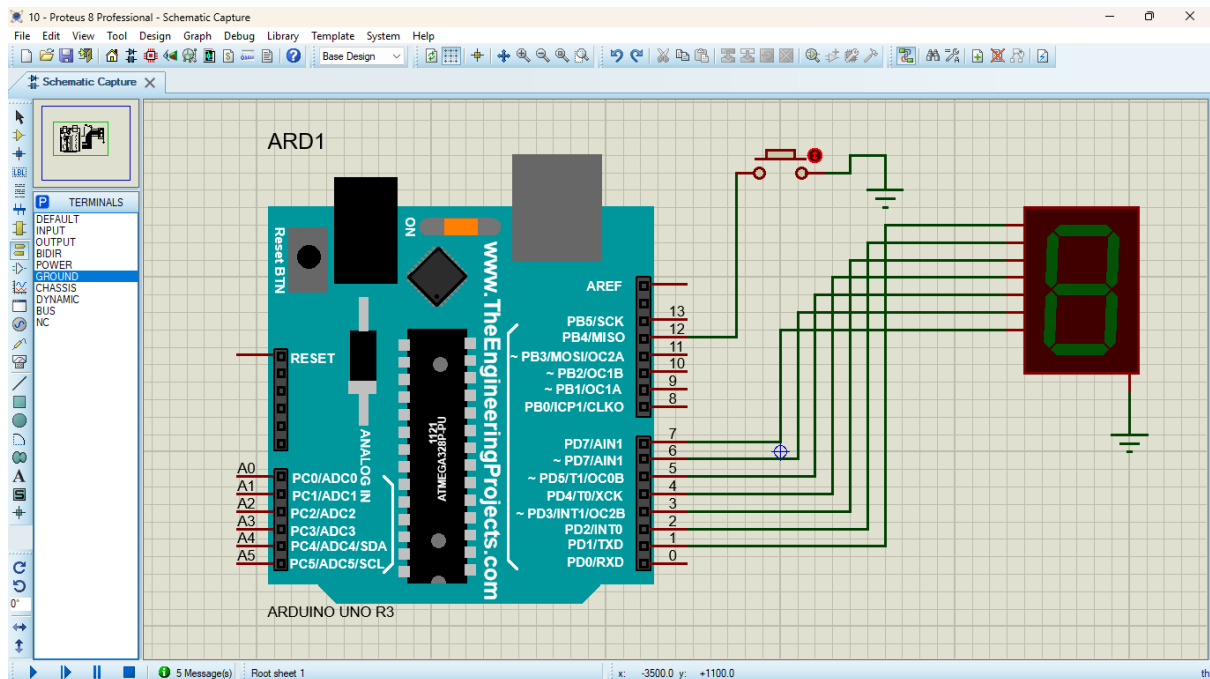 10 - Proteus 8 Professional - Schematic Capture
File Edit View Tool Design Graph Debug Library Template System Help
Base Design
Schematic Capture
P TERMINALS
DEFAULT
INPUT
OUTPUT
BIDIR
POWER
GROUND
CHASSIS
DYNAMIC
BUS
NC
LBL
A
S
0°
ARD1
Reset BTN
ON
www.TheEngineeringProjects.com
AREF
PB5/SCK 13
PB4/MISO 12
~ PB3/MOSI/OC2A 11
~ PB2/OC1B 10
~ PB1/OC1A 9
PB0/ICP1/CLKO 8
RESET
1121
ATMEGA328P-PU
ANALOG IN
PD7/AIN1 7
~ PD7/AIN1 6
~ PD5/T1/OC0B 5
PD4/T0/XCK 4
~ PD3/INT1/OC2B 3
PD2/INT0 2
PD1/TXD 1
PD0/RXD 0
A0 PC0/ADC0
A1 PC1/ADC1
A2 PC2/ADC2
A3 PC3/ADC3
A4 PC4/ADC4/SDA
A5 PC5/ADC5/SCL
ARDUINO UNO R3
5 Message(s) Root sheet 1 x: -3500.0 y: +1100.0 th